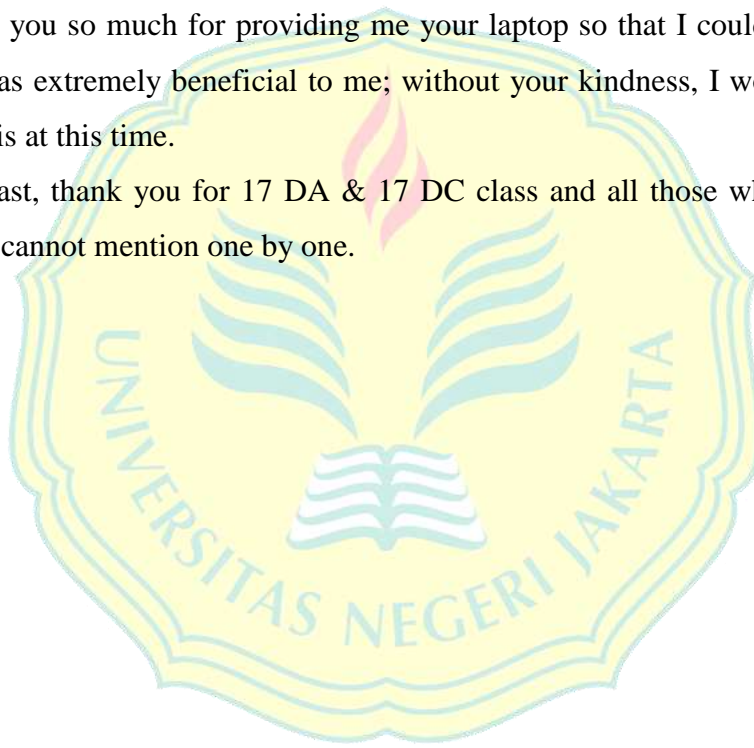 you so much for providing me your laptop so that I could
as extremely beneficial to me; without your kindness, I w
is at this time.
ast, thank you for 17 DA & 17 DC class and all those w
cannot mention one by one.
UNIVERSITAS NEGERI JAKARTA